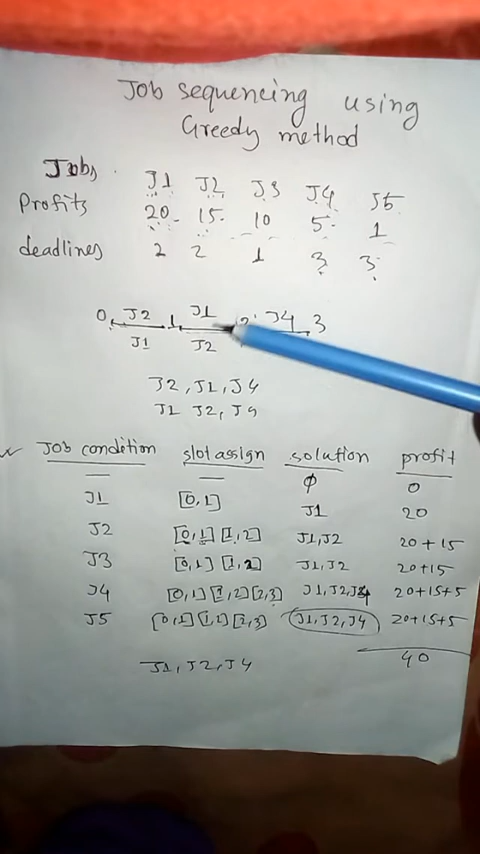 Job sequencing using
Greedy method
Jobs J1 J2 J3 J4 J5
Profits 20 15 10 5 1
deadlines 2 2 1 3 3
0 J2 1 J1 2 J4 3
J1 J2
J2, J1, J4
J1 J2, J4
Job condition slot assign solution profit
— — ϕ 0
J1 [0,1] J1 20
J2 [0,1] [1,2] J1, J2 20+15
J3 [0,1] [1,2] J1, J2 20+15
J4 [0,1] [1,2] [2,3] J1, J2, J4 20+15+5
J5 [0,1] [1,2] [2,3] J1, J2, J4 20+15+5
J1, J2, J4 40